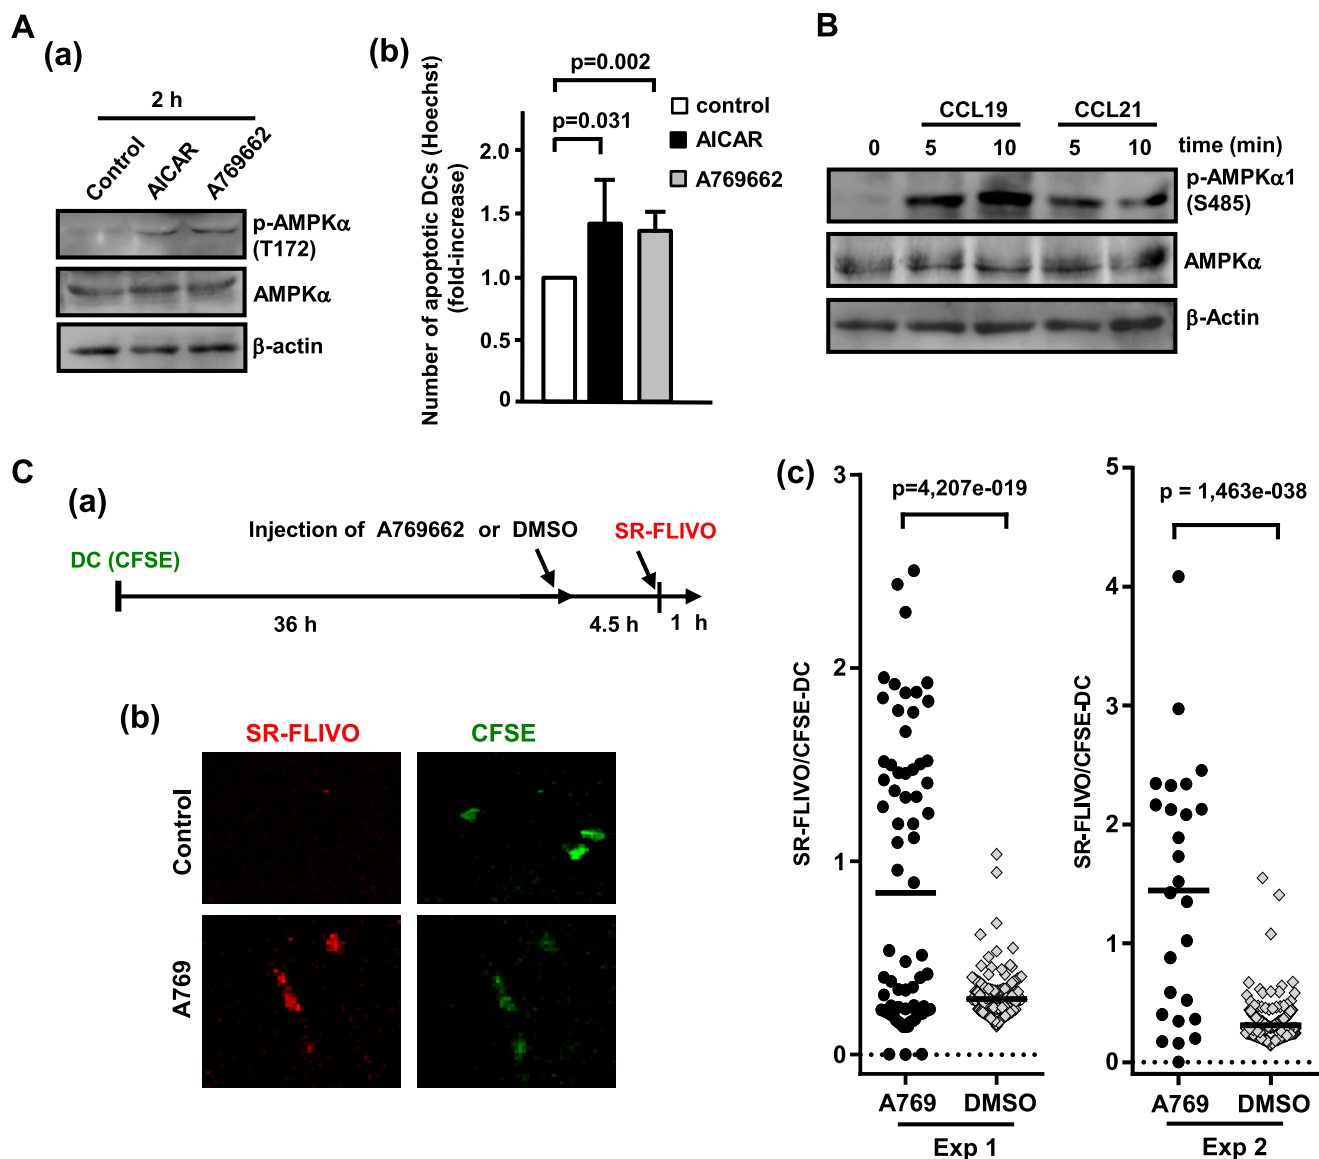 A
(a)
2 h
Control
AICAR
A769662
p-AMPKα
(T172)
AMPKα
β-actin
(b)
p=0.002
p=0.031
control
AICAR
A769662
Number of apoptotic DCs (Hoechst)
(fold-increase)
2.0
1.5
1.0
0.5
0
B
CCL19
CCL21
0
5
10
5
10
time (min)
p-AMPKα1
(S485)
AMPKα
β-Actin
C
(a)
Injection of A769662 or DMSO
SR-FLIVO
DC (CFSE)
36 h
4.5 h
1 h
(b)
SR-FLIVO
CFSE
Control
A769
(c)
p=4,207e-019
SR-FLIVO/CFSE-DC
3
2
1
0
A769
DMSO
Exp 1
p = 1,463e-038
SR-FLIVO/CFSE-DC
5
4
3
2
1
0
A769
DMSO
Exp 2